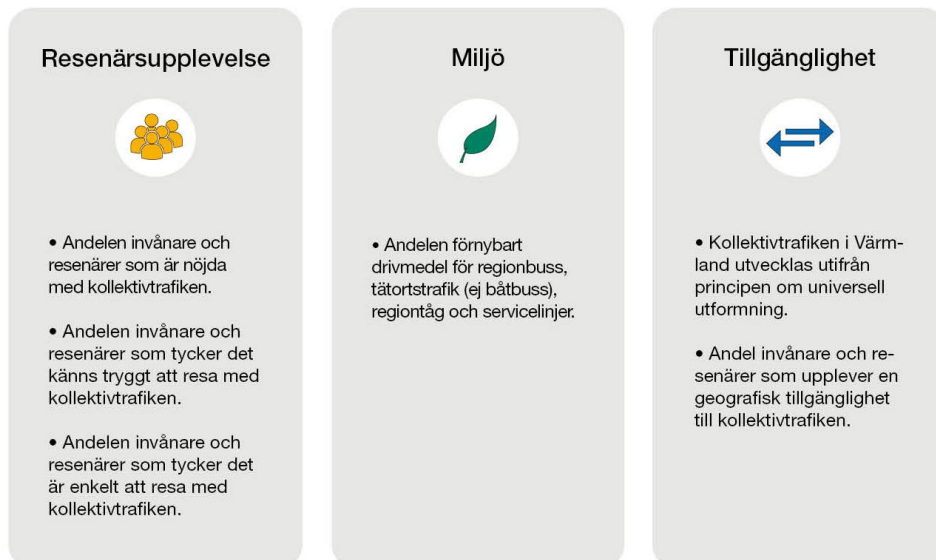 Resenärsupplevelse
• Andelen invånare och
resenärer som är nöjda
med kollektivtrafiken.
• Andelen invånare och
resenärer som tycker det
känns tryggt att resa med
kollektivtrafiken.
• Andelen invånare och
resenärer som tycker det
är enkelt att resa med
kollektivtrafiken.
Miljö
• Andelen förnybart
drivmedel för regionbuss,
tätortstrafik (ej båtbuss),
regiontåg och servicelinjer.
Tillgänglighet
• Kollektivtrafiken i Värm-
land utvecklas utifrån
principen om universell
utformning.
• Andel invånare och re-
senärer som upplever en
geografisk tillgänglighet
till kollektivtrafiken.